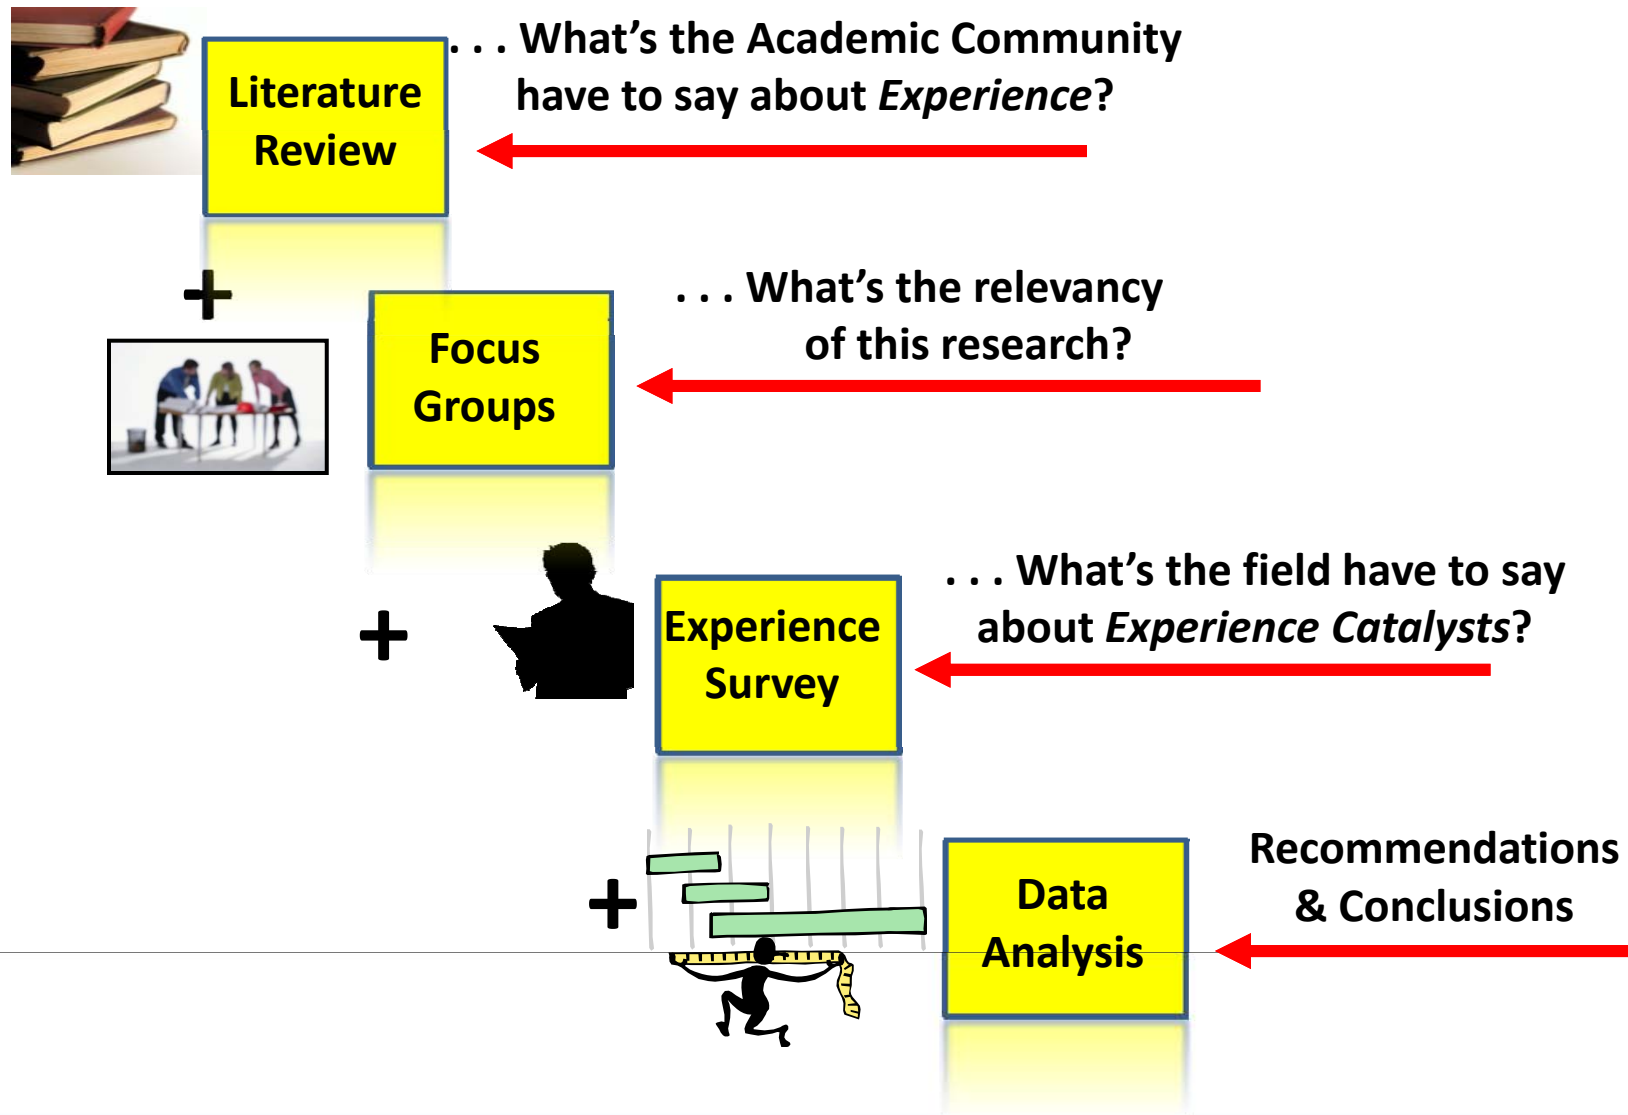 Literature
Review
. . . What’s the Academic Community
have to say about Experience?
+
Focus
Groups
. . . What’s the relevancy
of this research?
+
Experience
Survey
. . . What’s the field have to say
about Experience Catalysts?
+
Data
Analysis
Recommendations
& Conclusions